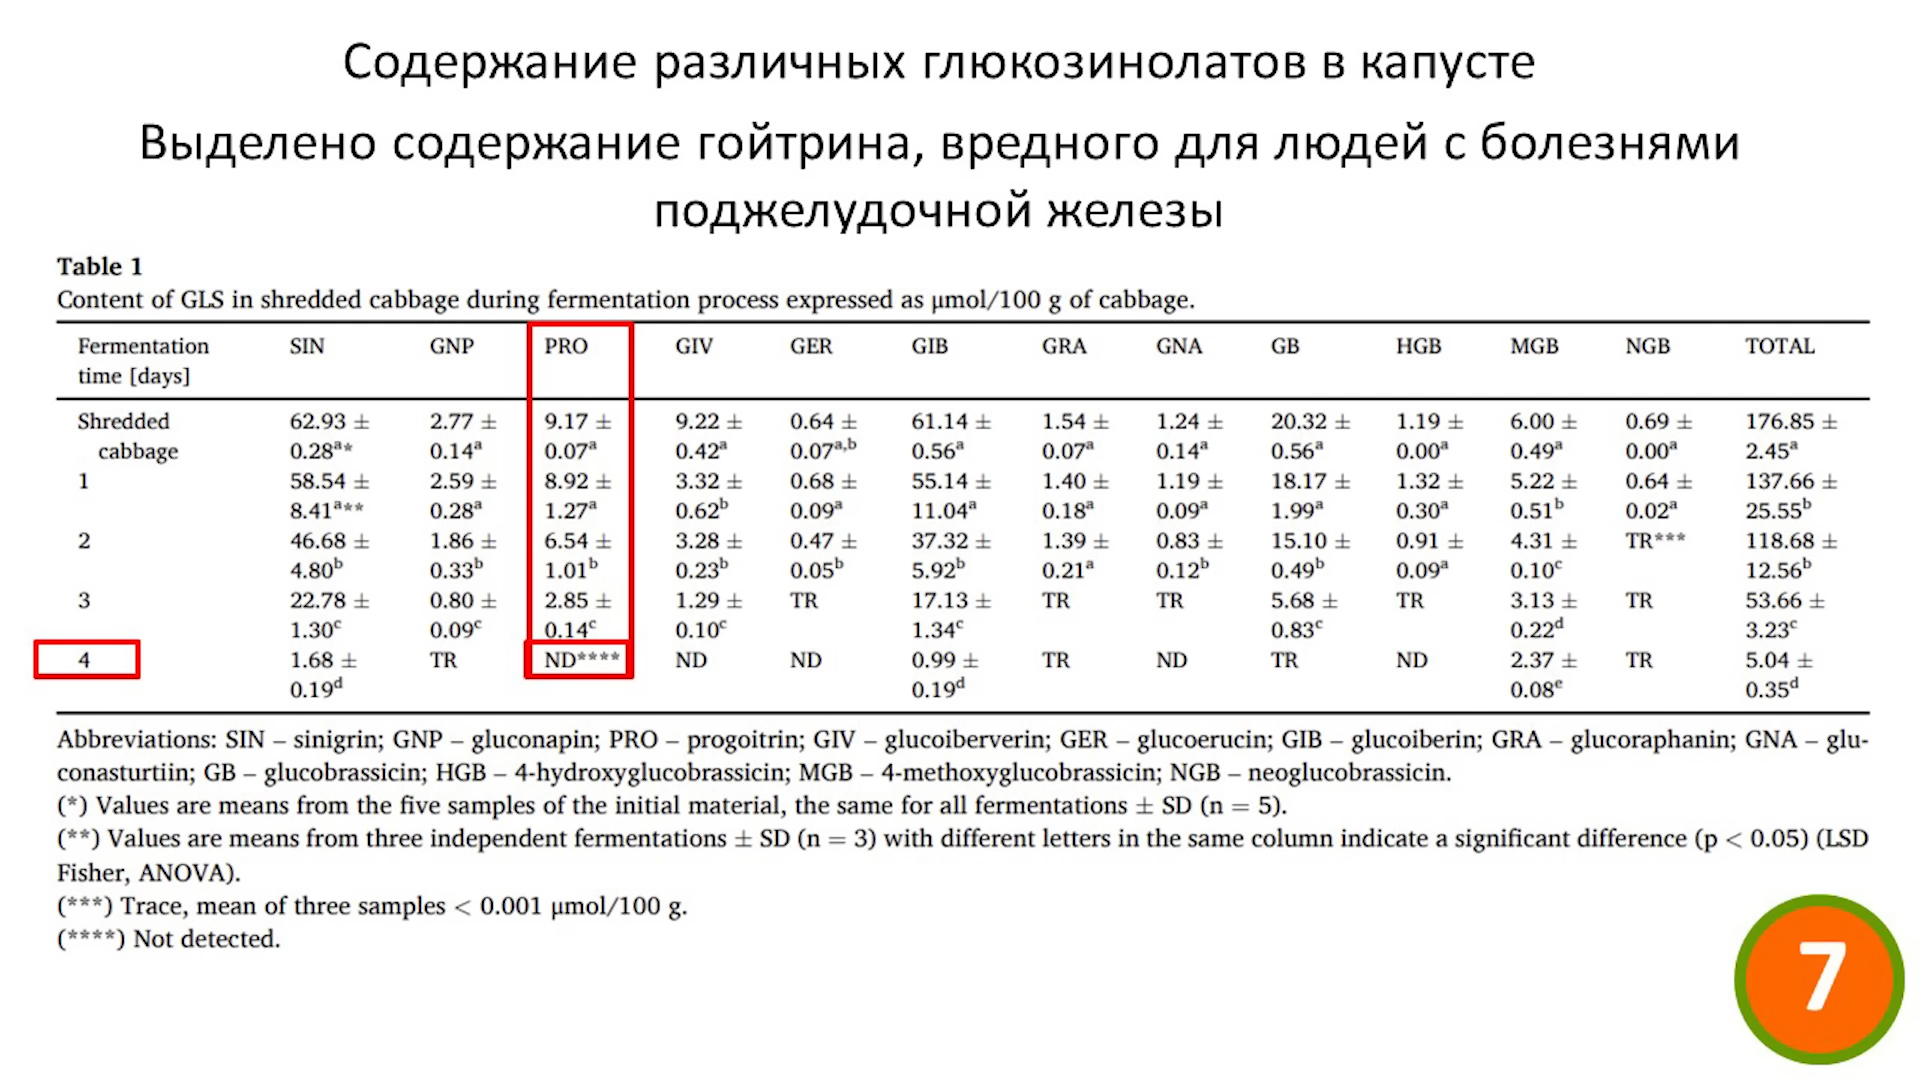 Содержание различных глюкозинолатов в капусте
Выделено содержание гойтрина, вредного для людей с болезнями
поджелудочной железы
Table 1
Content of GLS in shredded cabbage during fermentation process expressed as μmol/100 g of cabbage.
Fermentation SIN GNP PRO GIV GER GIB GRA GNA GB HGB MGB NGB TOTAL
time [days]
Shredded 62.93 ± 2.77 ± 9.17 ± 9.22 ± 0.64 ± 61.14 ± 1.54 ± 1.24 ± 20.32 ± 1.19 ± 6.00 ± 0.69 ± 176.85 ±
cabbage 0.28ᵃ* 0.14ᵃ 0.07ᵃ 0.42ᵃ 0.07ᵃ,ᵇ 0.56ᵃ 0.07ᵃ 0.14ᵃ 0.56ᵃ 0.00ᵃ 0.49ᵃ 0.00ᵃ 2.45ᵃ
1 58.54 ± 2.59 ± 8.92 ± 3.32 ± 0.68 ± 55.14 ± 1.40 ± 1.19 ± 18.17 ± 1.32 ± 5.22 ± 0.64 ± 137.66 ±
8.41ᵃ** 0.28ᵃ 1.27ᵃ 0.62ᵇ 0.09ᵃ 11.04ᵃ 0.18ᵃ 0.09ᵃ 1.99ᵃ 0.30ᵃ 0.51ᵇ 0.02ᵃ 25.55ᵇ
2 46.68 ± 1.86 ± 6.54 ± 3.28 ± 0.47 ± 37.32 ± 1.39 ± 0.83 ± 15.10 ± 0.91 ± 4.31 ± TR*** 118.68 ±
4.80ᵇ 0.33ᵇ 1.01ᵇ 0.23ᵇ 0.05ᵇ 5.92ᵇ 0.21ᵃ 0.12ᵇ 0.49ᵇ 0.09ᵃ 0.10ᶜ 12.56ᵇ
3 22.78 ± 0.80 ± 2.85 ± 1.29 ± TR 17.13 ± TR TR 5.68 ± TR 3.13 ± TR 53.66 ±
1.30ᶜ 0.09ᶜ 0.14ᶜ 0.10ᶜ 1.34ᶜ 0.83ᶜ 0.22ᵈ 3.23ᶜ
4 1.68 ± TR ND**** ND ND 0.99 ± TR ND TR ND 2.37 ± TR 5.04 ±
0.19ᵈ 0.19ᵈ 0.08ᵉ 0.35ᵈ
Abbreviations: SIN – sinigrin; GNP – gluconapin; PRO – progoitrin; GIV – glucoiberverin; GER – glucoerucin; GIB – glucoiberin; GRA – glucoraphanin; GNA – glu-
conasturtiin; GB – glucobrassicin; HGB – 4-hydroxyglucobrassicin; MGB – 4-methoxyglucobrassicin; NGB – neoglucobrassicin.
(*) Values are means from the five samples of the initial material, the same for all fermentations ± SD (n = 5).
(**) Values are means from three independent fermentations ± SD (n = 3) with different letters in the same column indicate a significant difference (p < 0.05) (LSD
Fisher, ANOVA).
(***) Trace, mean of three samples < 0.001 μmol/100 g.
(****) Not detected.
7